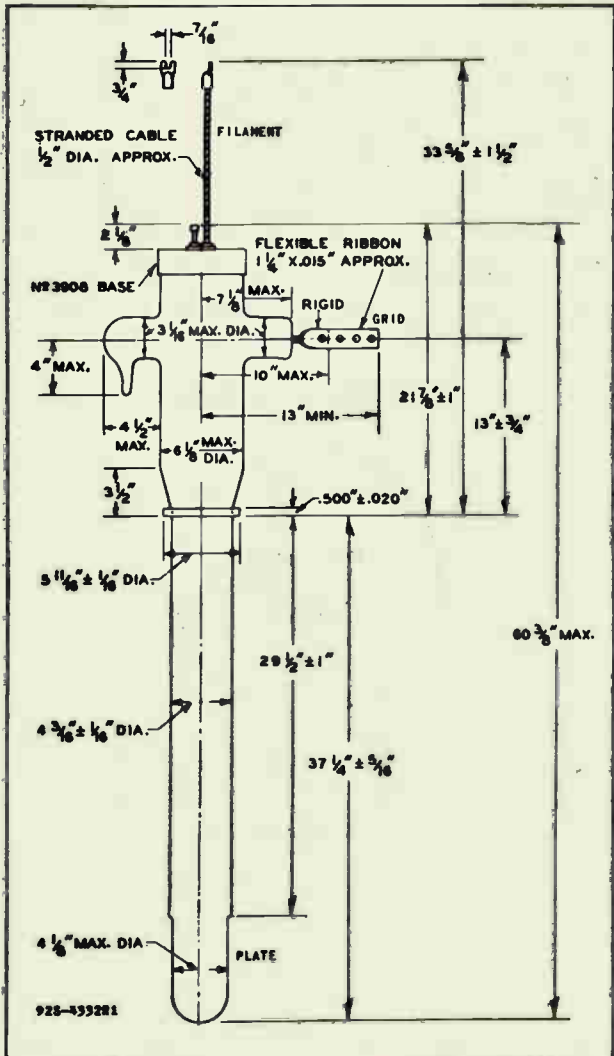 7/16"
3/4"
STRANDED CABLE
1/2" DIA. APPROX.
FILAMENT
33 5/8" ± 1 1/2"
2 1/8"
FLEXIBLE RIBBON
1 1/4" X .015" APPROX.
Nº3908 BASE
7 1/8" MAX.
RIGID
GRID
3 1/16" MAX. DIA.
4" MAX.
10" MAX.
21 7/8" ± 1"
13" MIN.
13" ± 3/4"
4 1/2"
MAX.
6 1/8" MAX.
DIA.
3 1/2"
.500" ± .020"
5 11/16" ± 1/16" DIA.
60 3/8" MAX.
29 1/2" ± 1"
4 3/16" ± 1/16" DIA.
37 1/4" ± 5/16"
4 1/8" MAX. DIA
PLATE